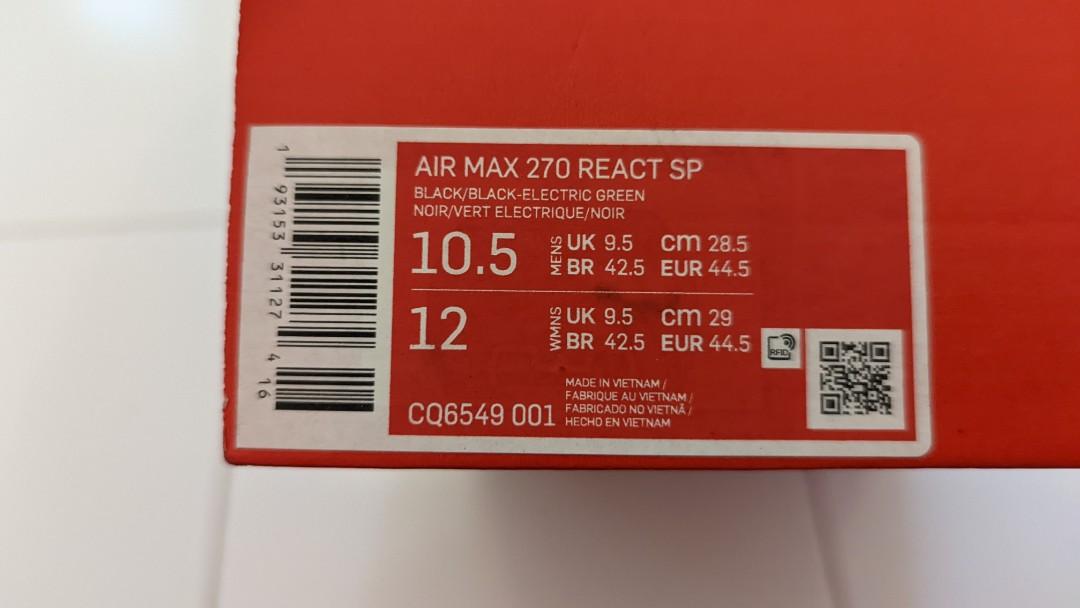 AIR MAX 270 REACT SP
BLACK/BLACK-ELECTRIC GREEN
NOIR/VERT ELECTRIQUE/NOIR
10.5
MENS
UK 9.5 cm 28.5
BR 42.5 EUR 44.5
12
WMNS
UK 9.5 cm 29
BR 42.5 EUR 44.5
RFID
CQ6549 001
MADE IN VIETNAM /
FABRIQUE AU VIETNAM /
FABRICADO NO VIETNÃ /
HECHO EN VIETNAM
1 93153 31127 4 16